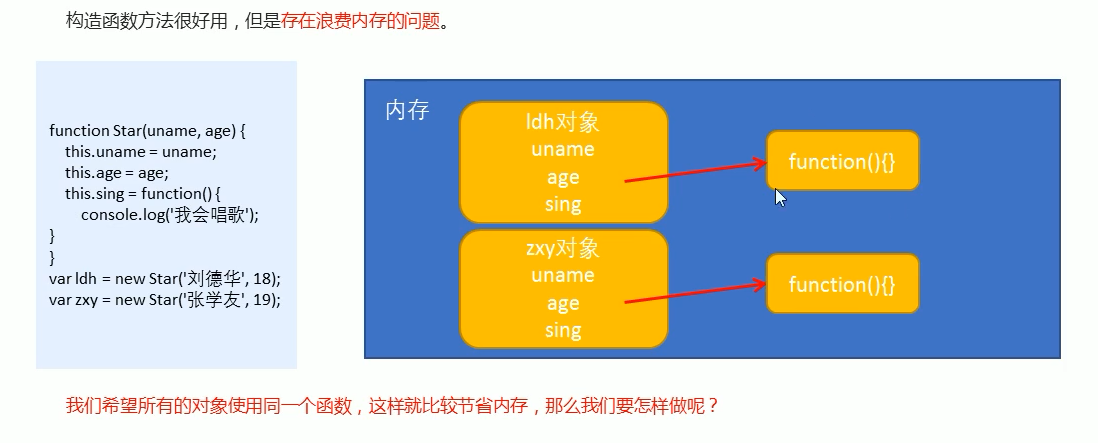 构造函数方法很好用，但是存在浪费内存的问题。
function Star(uname, age) {
this.uname = uname;
this.age = age;
this.sing = function() {
console.log('我会唱歌');
}
}
var ldh = new Star('刘德华', 18);
var zxy = new Star('张学友', 19);
内存
ldh对象
uname
age
sing
function(){}
zxy对象
uname
age
sing
function(){}
我们希望所有的对象使用同一个函数，这样就比较节省内存，那么我们要怎样做呢？